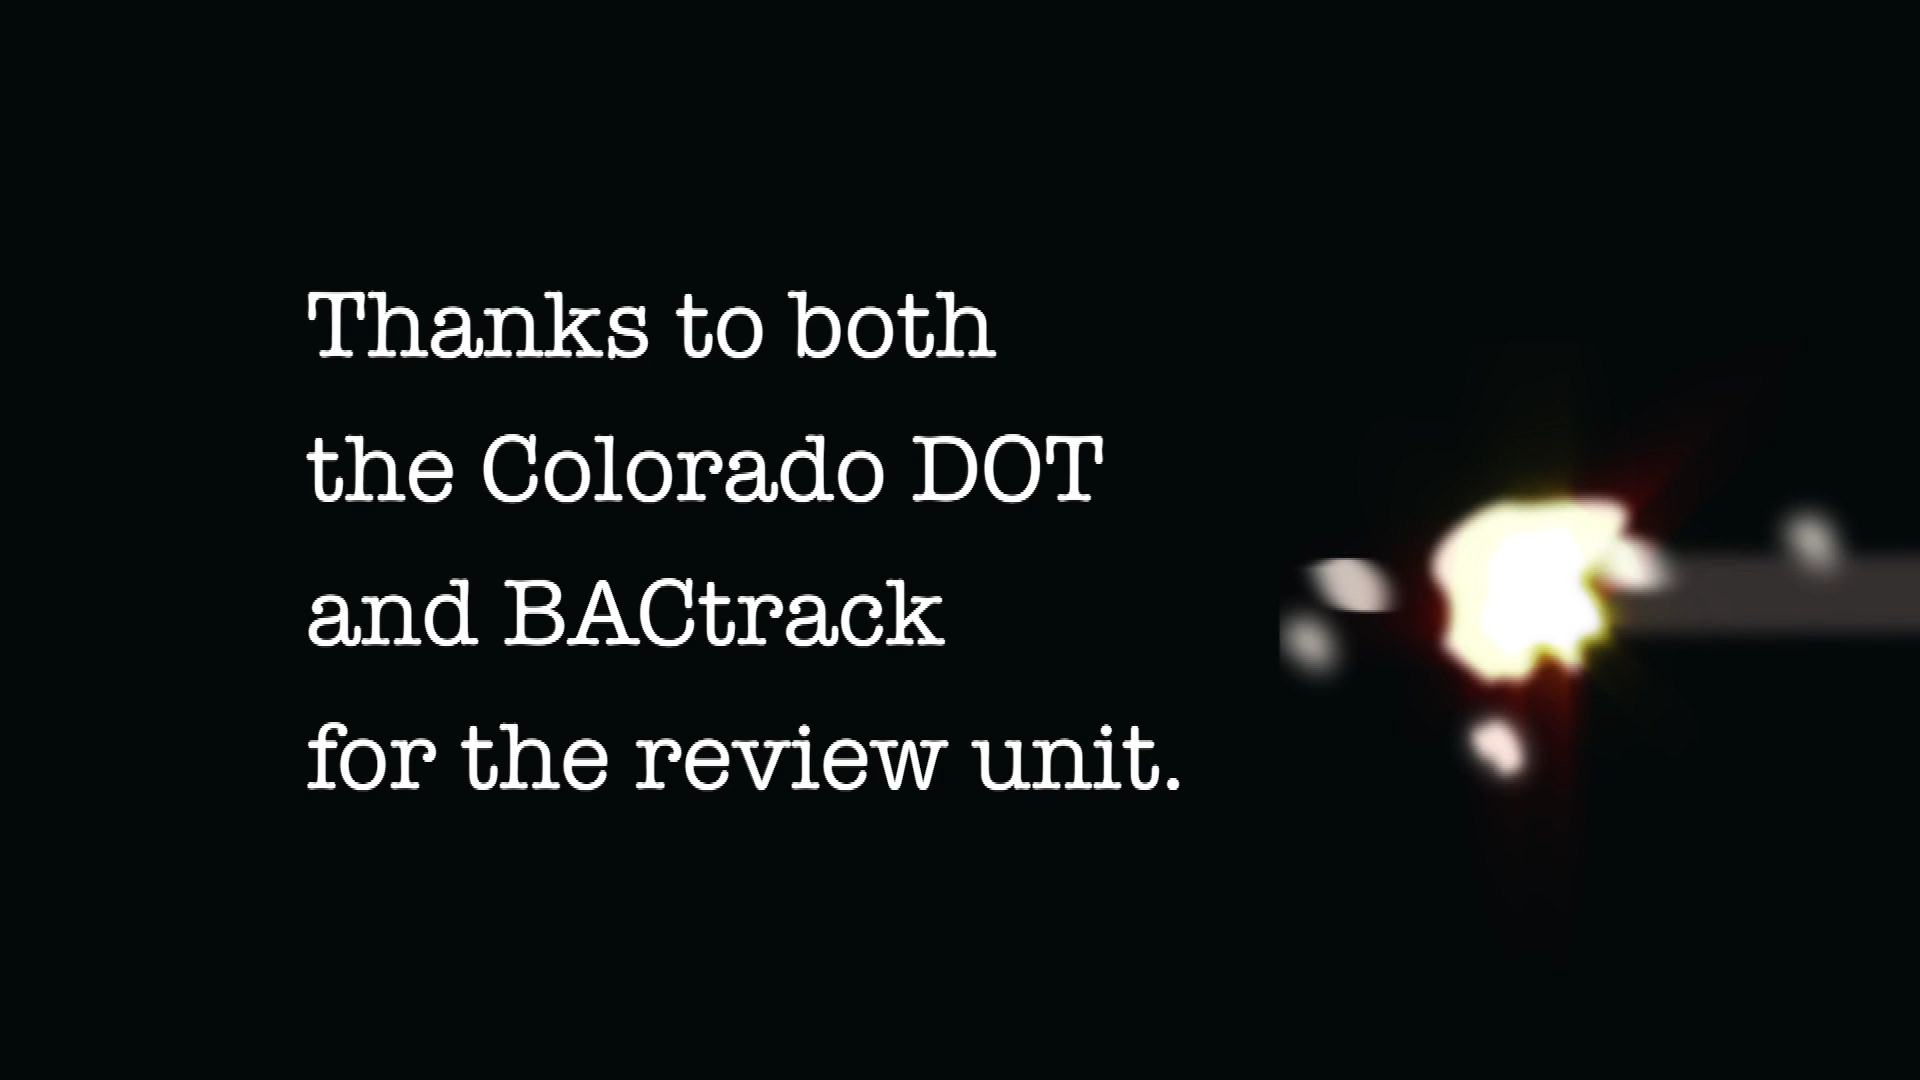 Thanks to both
the Colorado DOT
and BACtrack
for the review unit.